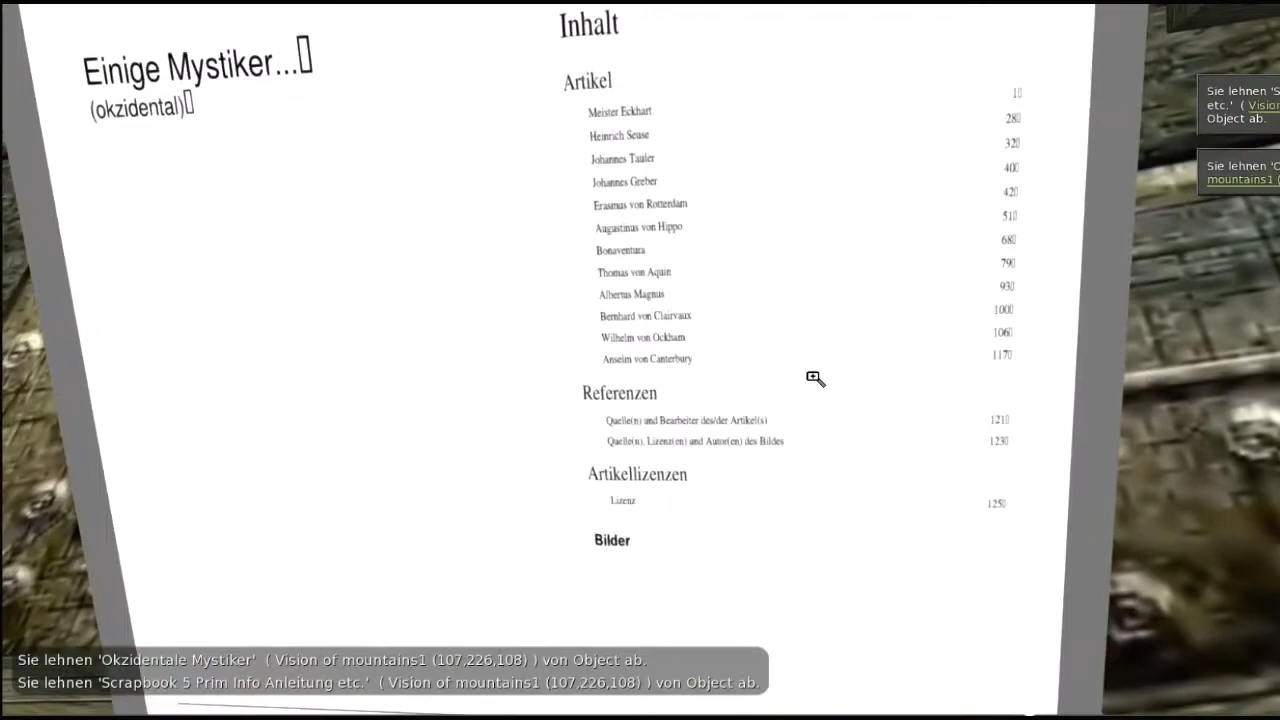 Einige Mystiker...▯
(okzidental)▯
Inhalt
Artikel
Meister Eckhart 1▯
Heinrich Seuse 28▯
Johannes Tauler 32▯
Johannes Greber 40▯
Erasmus von Rotterdam 42▯
Augustinus von Hippo 51▯
Bonaventura 68▯
Thomas von Aquin 79▯
Albertus Magnus 93▯
Bernhard von Clairvaux 100▯
Wilhelm von Ockham 106▯
Anselm von Canterbury 117▯
Referenzen
Quelle(n) und Bearbeiter des/der Artikel(s) 121▯
Quelle(n), Lizenz(en) und Autor(en) des Bildes 123▯
Artikellizenzen
Lizenz 125▯
Bilder
Sie lehnen 'S
etc.' ( Vision
Object ab.
Sie lehnen 'O
mountains1 (
Sie lehnen 'Okzidentale Mystiker' ( Vision of mountains1 (107,226,108) ) von Object ab.
Sie lehnen 'Scrapbook 5 Prim Info Anleitung etc.' ( Vision of mountains1 (107,226,108) ) von Object ab.